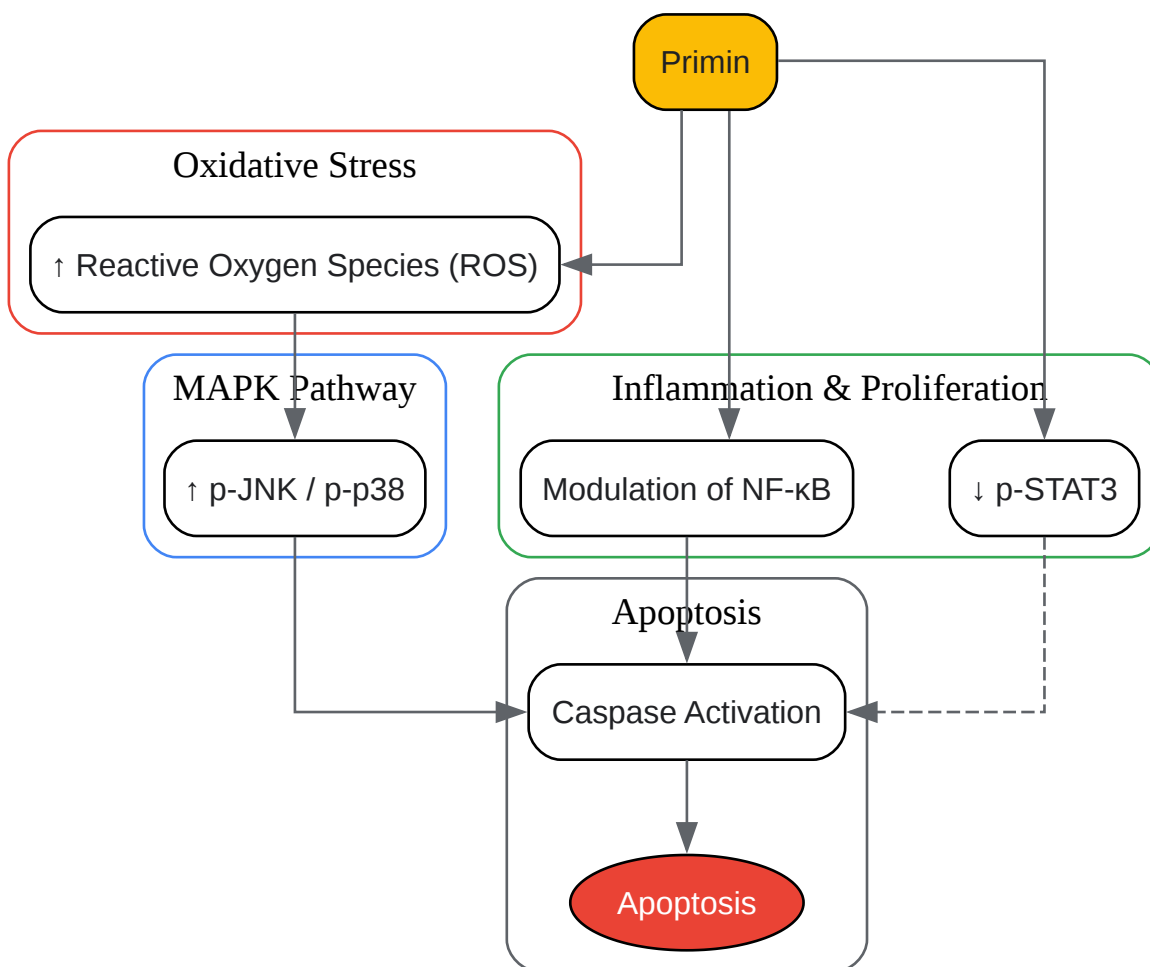 Primin
Oxidative Stress
↑ Reactive Oxygen Species (ROS)
MAPK Pathway
Inflammation & Proliferation
↑ p-JNK / p-p38
Modulation of NF-κB
↓ p-STAT3
Apoptosis
Caspase Activation
Apoptosis